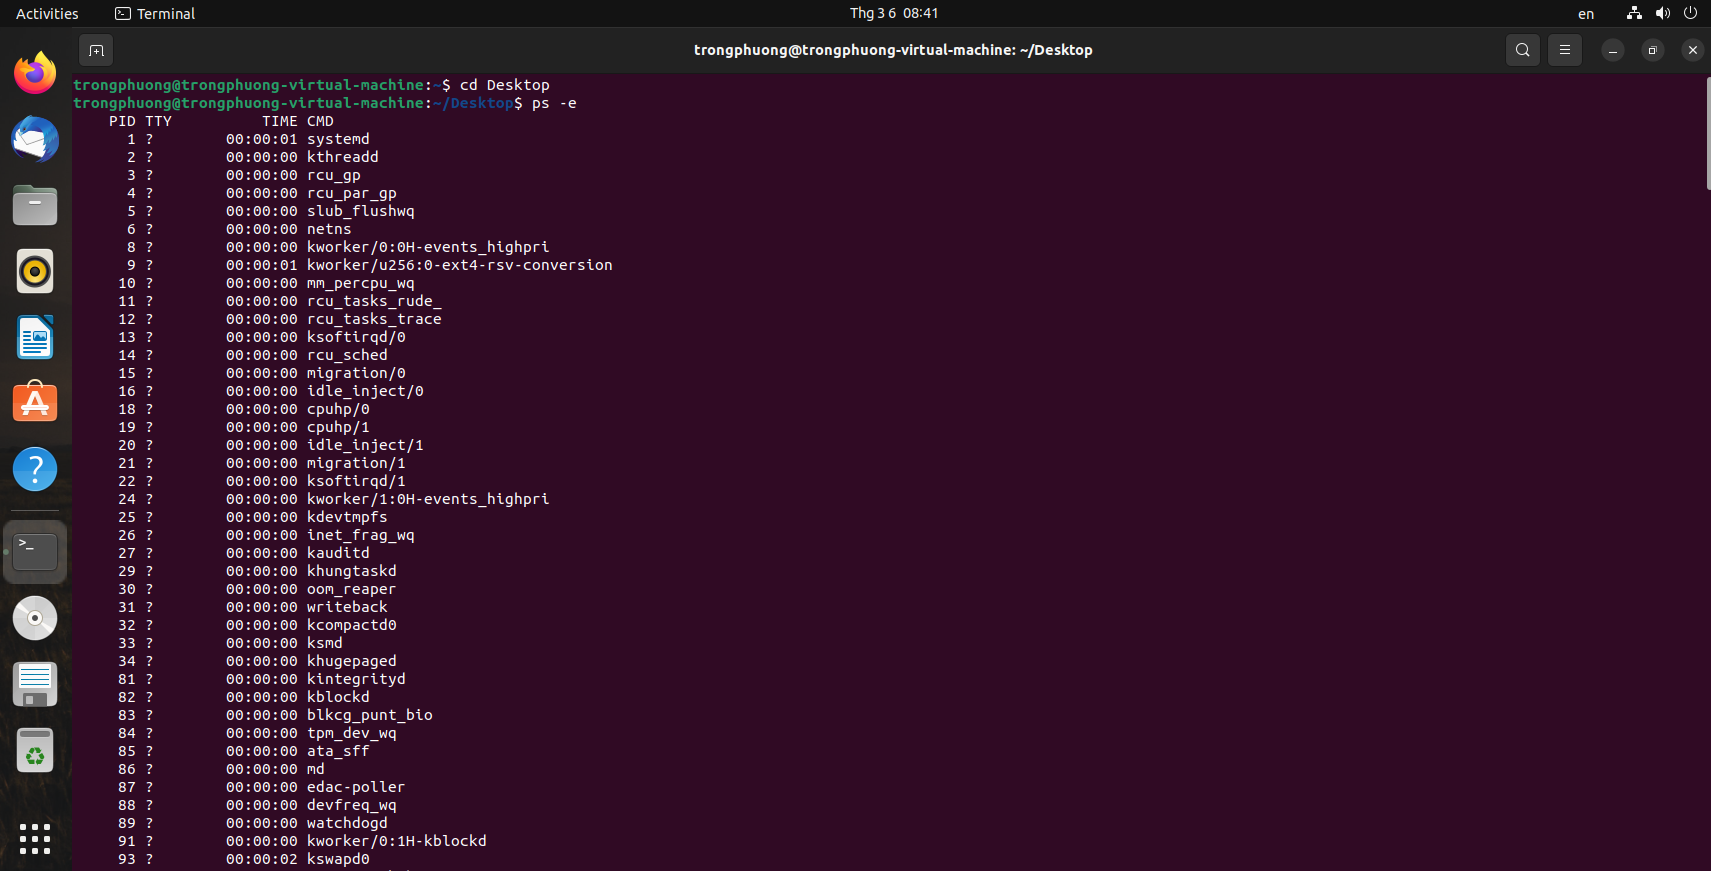 Activities Terminal Thg 3 6 08:41 en
trongphuong@trongphuong-virtual-machine: ~/Desktop
trongphuong@trongphuong-virtual-machine:~$ cd Desktop
trongphuong@trongphuong-virtual-machine:~/Desktop$ ps -e
PID TTY TIME CMD
1 ? 00:00:01 systemd
2 ? 00:00:00 kthreadd
3 ? 00:00:00 rcu_gp
4 ? 00:00:00 rcu_par_gp
5 ? 00:00:00 slub_flushwq
6 ? 00:00:00 netns
8 ? 00:00:00 kworker/0:0H-events_highpri
9 ? 00:00:01 kworker/u256:0-ext4-rsv-conversion
10 ? 00:00:00 mm_percpu_wq
11 ? 00:00:00 rcu_tasks_rude_
12 ? 00:00:00 rcu_tasks_trace
13 ? 00:00:00 ksoftirqd/0
14 ? 00:00:00 rcu_sched
15 ? 00:00:00 migration/0
16 ? 00:00:00 idle_inject/0
18 ? 00:00:00 cpuhp/0
19 ? 00:00:00 cpuhp/1
20 ? 00:00:00 idle_inject/1
21 ? 00:00:00 migration/1
22 ? 00:00:00 ksoftirqd/1
24 ? 00:00:00 kworker/1:0H-events_highpri
25 ? 00:00:00 kdevtmpfs
26 ? 00:00:00 inet_frag_wq
27 ? 00:00:00 kauditd
29 ? 00:00:00 khungtaskd
30 ? 00:00:00 oom_reaper
31 ? 00:00:00 writeback
32 ? 00:00:00 kcompactd0
33 ? 00:00:00 ksmd
34 ? 00:00:00 khugepaged
81 ? 00:00:00 kintegrityd
82 ? 00:00:00 kblockd
83 ? 00:00:00 blkcg_punt_bio
84 ? 00:00:00 tpm_dev_wq
85 ? 00:00:00 ata_sff
86 ? 00:00:00 md
87 ? 00:00:00 edac-poller
88 ? 00:00:00 devfreq_wq
89 ? 00:00:00 watchdogd
91 ? 00:00:00 kworker/0:1H-kblockd
93 ? 00:00:02 kswapd0